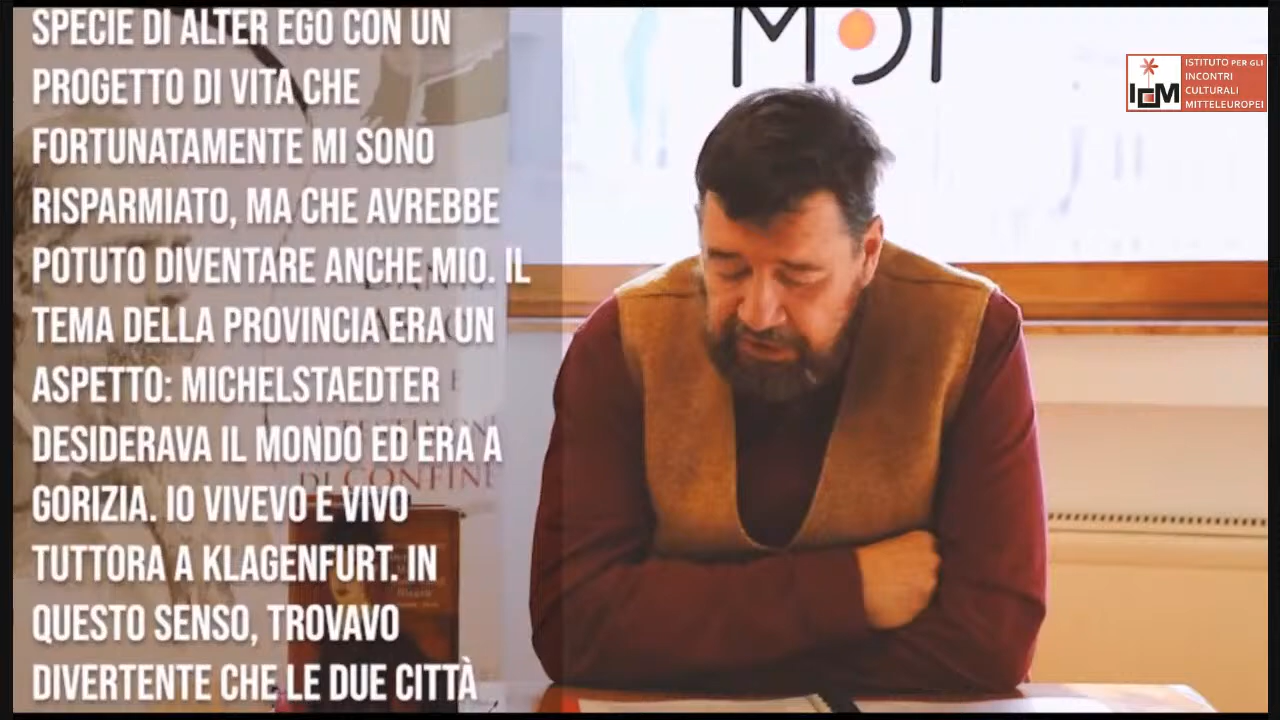 SPECIE DI ALTER EGO CON UN
PROGETTO DI VITA CHE
FORTUNATAMENTE MI SONO
RISPARMIATO, MA CHE AVREBBE
POTUTO DIVENTARE ANCHE MIO. IL
TEMA DELLA PROVINCIA ERA UN
ASPETTO: MICHELSTAEDTER
DESIDERAVA IL MONDO ED ERA A
GORIZIA. IO VIVEVO E VIVO
TUTTORA A KLAGENFURT. IN
QUESTO SENSO, TROVAVO
DIVERTENTE CHE LE DUE CITTÀ
DI CONFINE
ICM
ISTITUTO PER GLI
INCONTRI
CULTURALI
MITTELEUROPEI